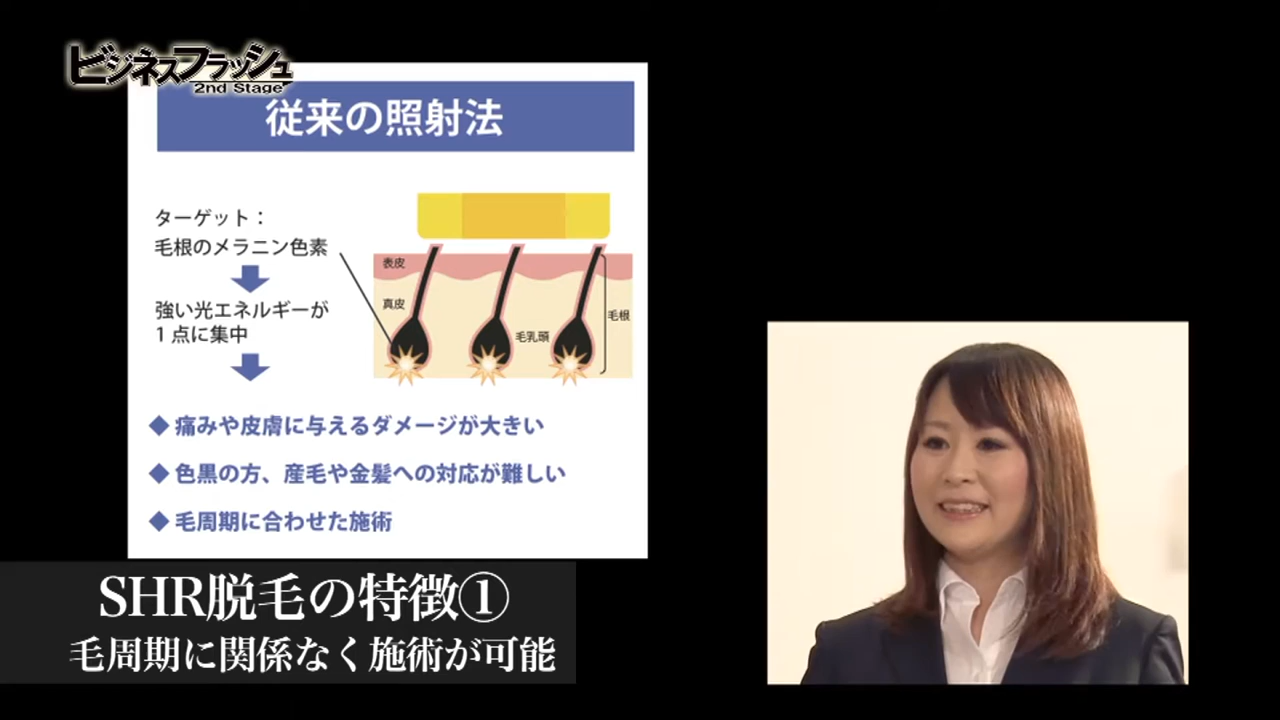 ビジネスフラッシュ
2nd Stage
従来の照射法
ターゲット：
毛根のメラニン色素
強い光エネルギーが
1点に集中
表皮
真皮
毛乳頭
毛根
◆ 痛みや皮膚に与えるダメージが大きい
◆ 色黒の方、産毛や金髪への対応が難しい
◆ 毛周期に合わせた施術
SHR脱毛の特徴①
毛周期に関係なく施術が可能